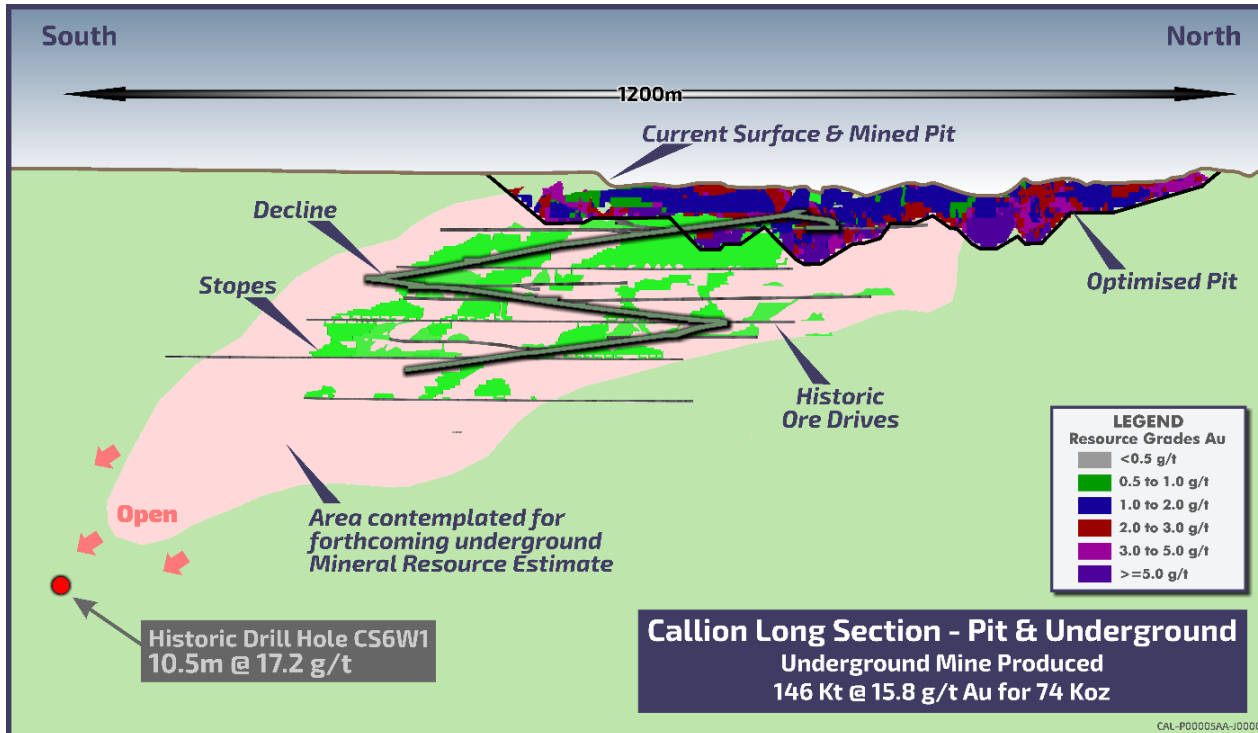 South
North
1200m
Current Surface & Mined Pit
Decline
Stopes
Optimised Pit
Historic
Ore Drives
LEGEND
Resource Grades Au
<0.5 g/t
0.5 to 1.0 g/t
1.0 to 2.0 g/t
2.0 to 3.0 g/t
3.0 to 5.0 g/t
>=5.0 g/t
Open
Area contemplated for
forthcoming underground
Mineral Resource Estimate
Historic Drill Hole CS6W1
10.5m @ 17.2 g/t
Callion Long Section - Pit & Underground
Underground Mine Produced
146 Kt @ 15.8 g/t Au for 74 Koz